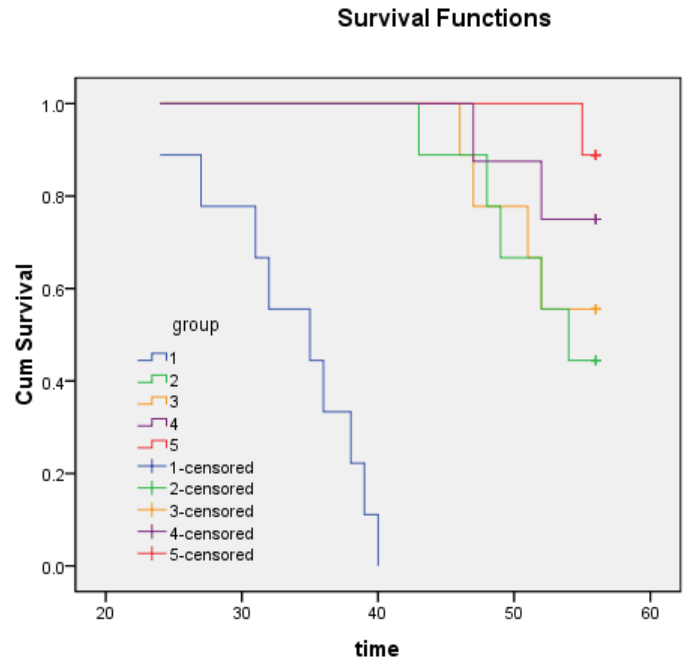 Survival Functions
1.0
0.8
0.6
0.4
0.2
0.0
Cum Survival
group
1
2
3
4
5
1-censored
2-censored
3-censored
4-censored
5-censored
20 30 40 50 60
time